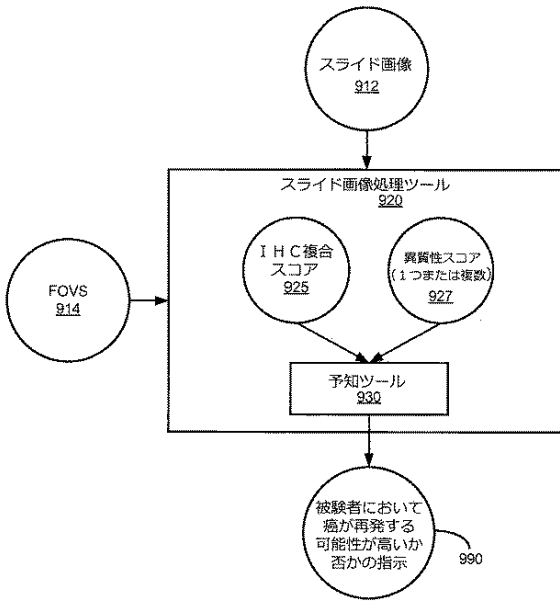 スライド画像
912
スライド画像処理ツール
920
ＩＨＣ複合
スコア
925
異質性スコア
(１つまたは複数)
927
FOVS
914
予知ツール
930
被験者において
癌が再発する
可能性が高いか
否かの指示
990